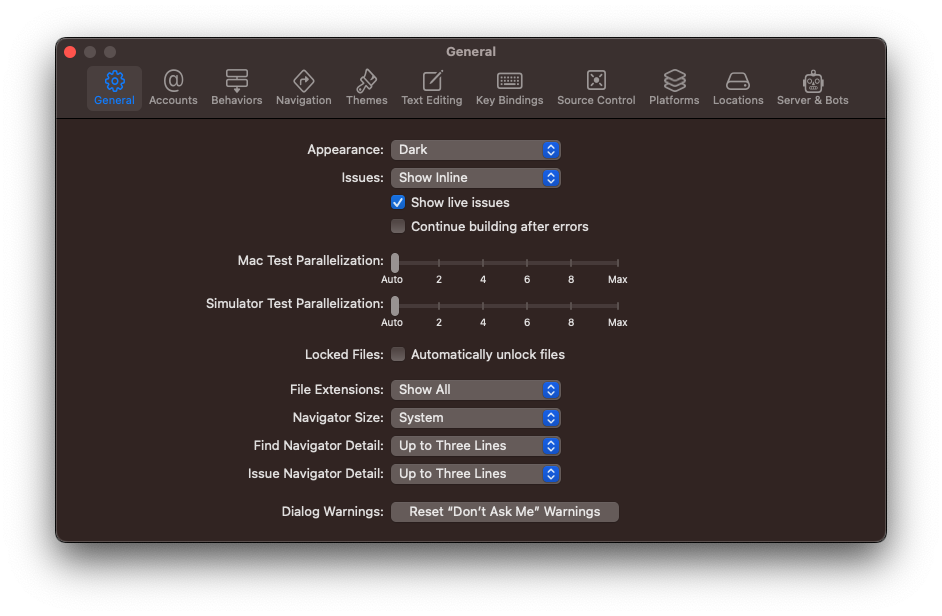 General
General Accounts Behaviors Navigation Themes Text Editing Key Bindings Source Control Platforms Locations Server & Bots
Appearance: Dark
Issues: Show Inline
Show live issues
Continue building after errors
Mac Test Parallelization:
Auto 2 4 6 8 Max
Simulator Test Parallelization:
Auto 2 4 6 8 Max
Locked Files: Automatically unlock files
File Extensions: Show All
Navigator Size: System
Find Navigator Detail: Up to Three Lines
Issue Navigator Detail: Up to Three Lines
Dialog Warnings: Reset “Don’t Ask Me” Warnings